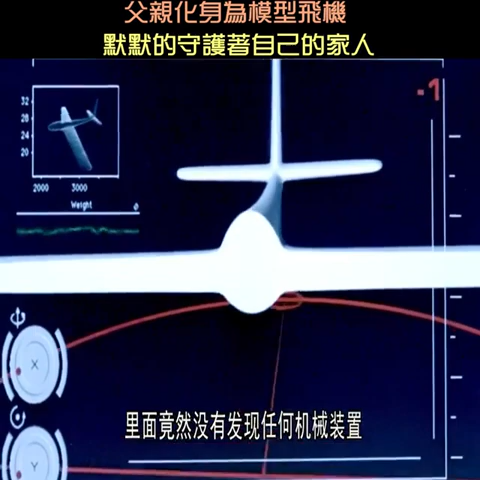 父親化身為模型飛機
默默的守護著自己的家人
-1
32
28
24
20
2000 3000
Weight
X
Y
里面竟然没有发现任何机械装置